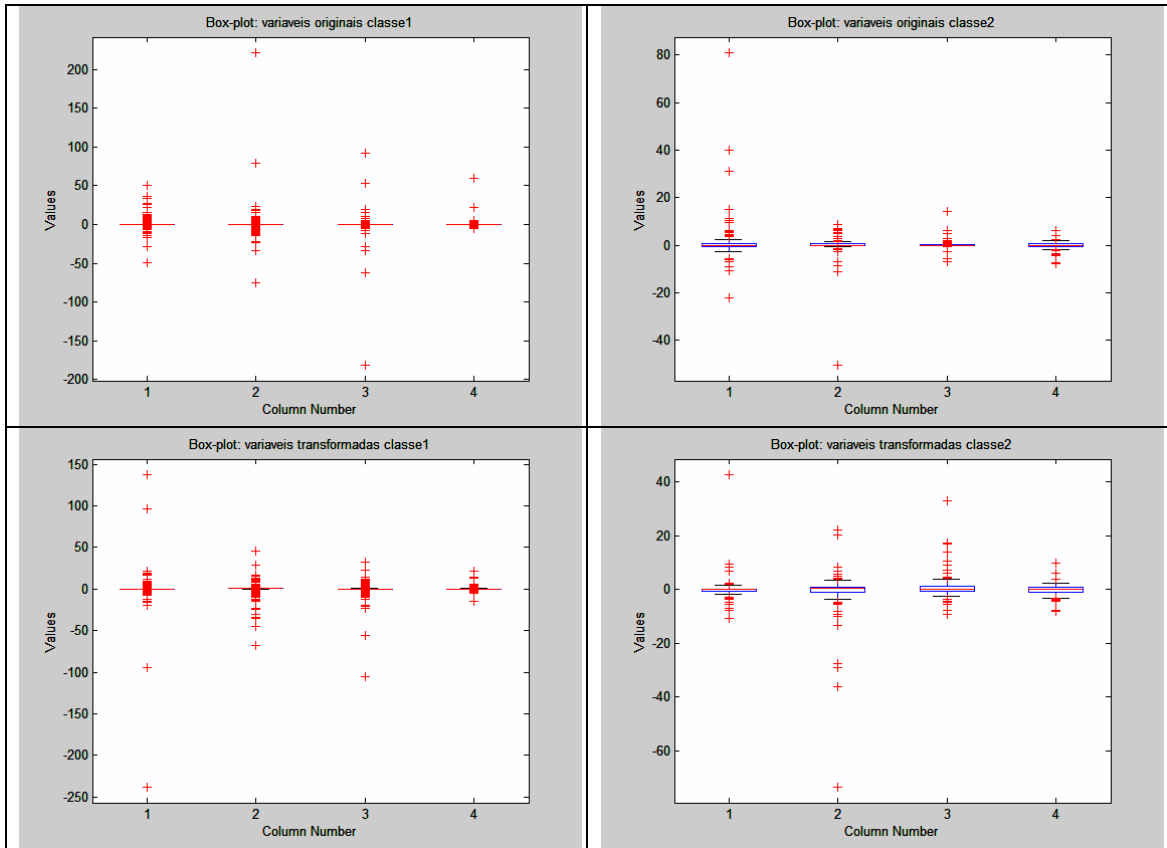 Box-plot: variaveis originais classe1
200
150
100
50
0
-50
-100
-150
-200
Values
1 2 3 4
Column Number
Box-plot: variaveis originais classe2
80
60
40
20
0
-20
-40
Values
1 2 3 4
Column Number
Box-plot: variaveis transformadas classe1
150
100
50
0
-50
-100
-150
-200
-250
Values
1 2 3 4
Column Number
Box-plot: variaveis transformadas classe2
40
20
0
-20
-40
-60
Values
1 2 3 4
Column Number